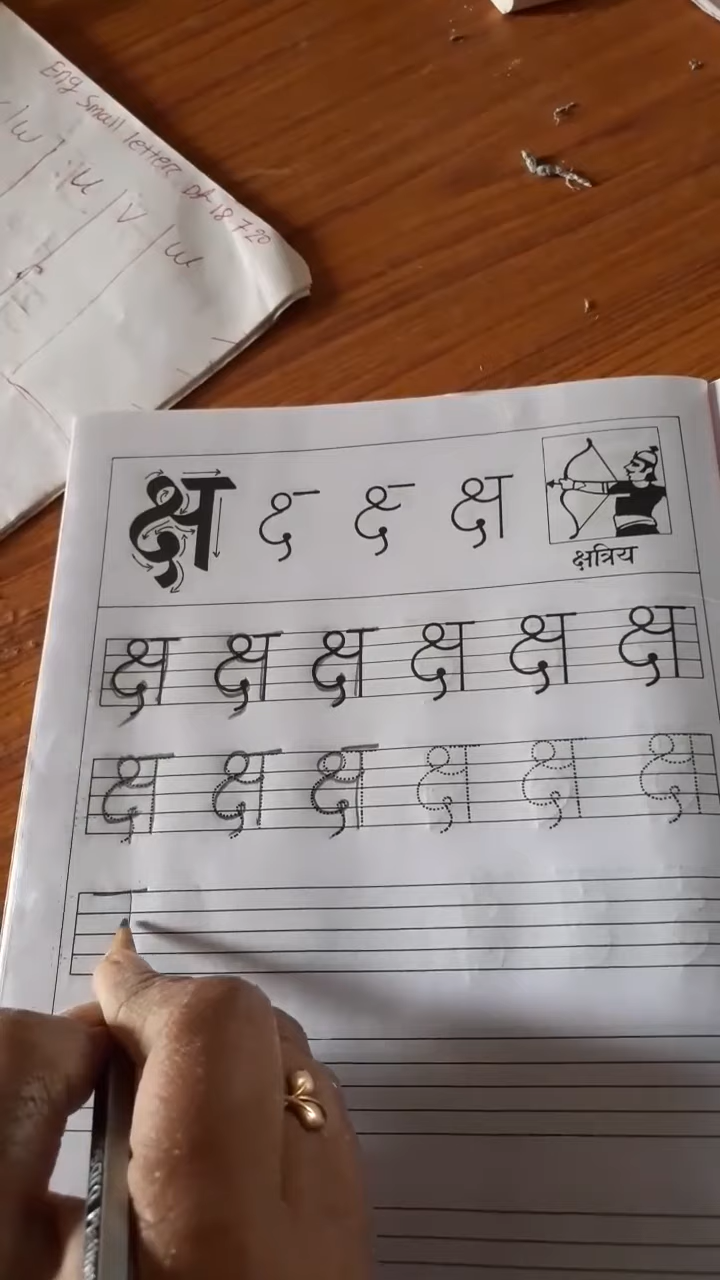 Eng Small letter Dt 18 7 20
w u v w
क्ष क्ष
क्षत्रिय
क्ष क्ष क्ष क्ष क्ष क्ष
क्ष क्ष क्ष क्ष क्ष क्ष